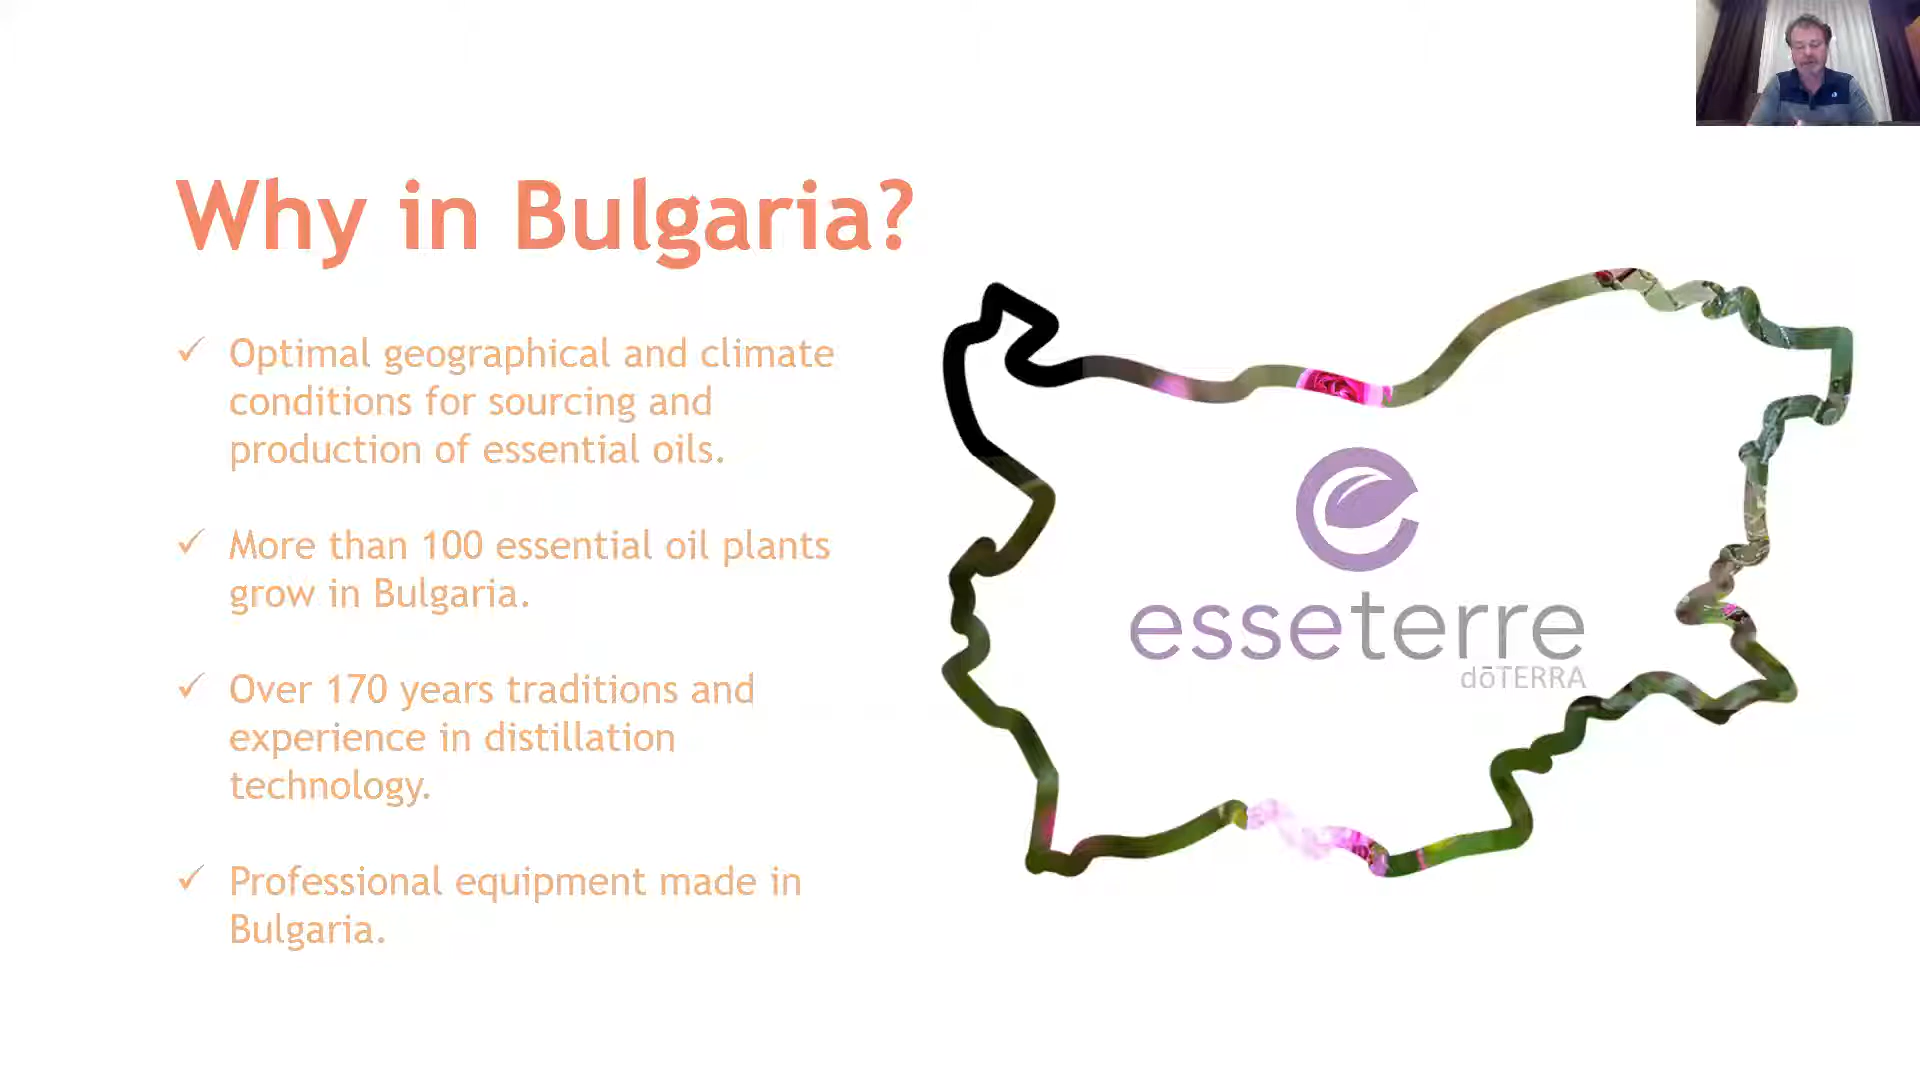 Why in Bulgaria?
✓ Optimal geographical and climate
conditions for sourcing and
production of essential oils.
✓ More than 100 essential oil plants
grow in Bulgaria.
✓ Over 170 years traditions and
experience in distillation
technology.
✓ Professional equipment made in
Bulgaria.
esseterre
dōTERRA